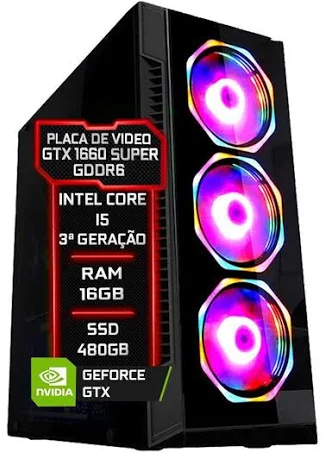 PLACA DE VIDEO
GTX 1660 SUPER
GDDR6
INTEL CORE
I5
3ª GERAÇÃO
RAM
16GB
SSD
480GB
NVIDIA
GEFORCE
GTX